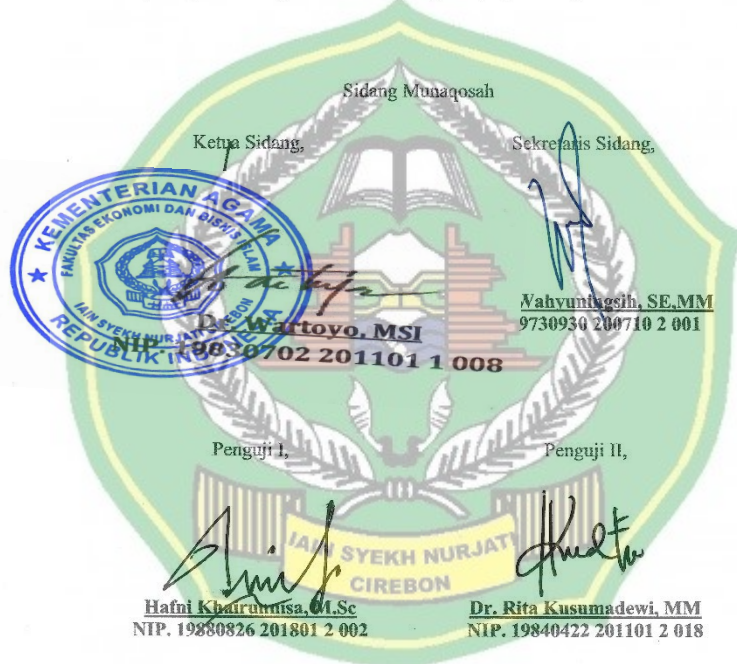 Sidang Munaqosah
Ketua Sidang,
Sekretaris Sidang,
KEMENTERIAN AGAMA
FAKULTAS EKONOMI DAN BISNIS ISLAM
IAIN SYEKH NURJATI CIREBON
REPUBLIK INDONESIA
Dr. Wartoyo, MSI
NIP. 19830702 201101 1 008
Wahyuningsih, SE,MM
9730930 200710 2 001
Penguji I,
Penguji II,
IAIN SYEKH NURJATI
CIREBON
Hafni Khairunnisa, M.Sc
NIP. 19880826 201801 2 002
Dr. Rita Kusumadewi, MM
NIP. 19840422 201101 2 018